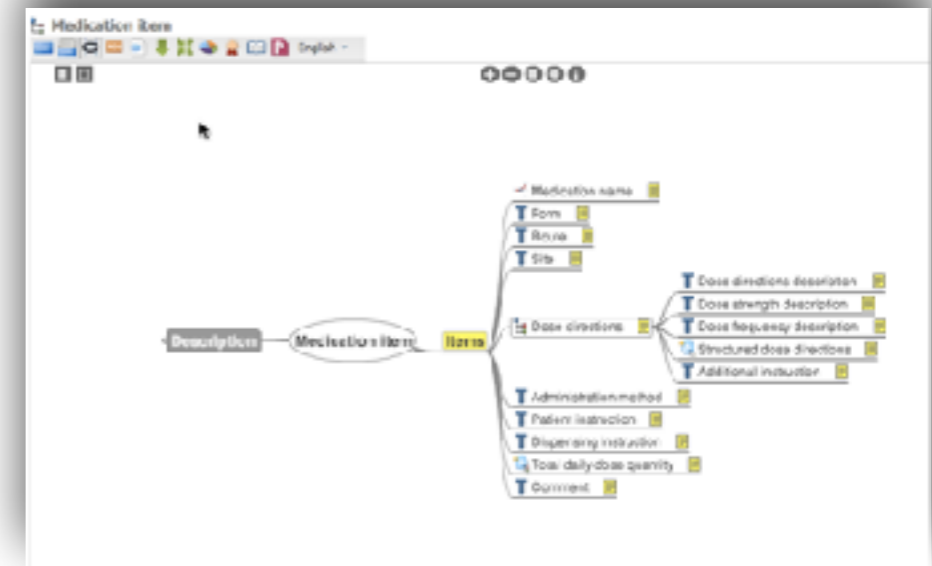 Medication item
English
Medication name
Form
Route
Site
Dose directions description
Dose strength description
Dose directions
Dose frequency description
Description
Medication item
Items
Structured dose directions
Additional instruction
Administration method
Patient instruction
Dispensing instruction
Total daily dose quantity
Comment